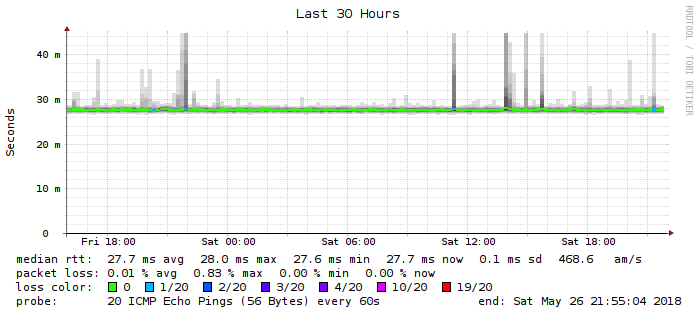 Last 30 Hours
RRDTOOL / TOBI OETIKER
Seconds
40 m
30 m
20 m
10 m
0
Fri 18:00 Sat 00:00 Sat 06:00 Sat 12:00 Sat 18:00
median rtt: 27.7 ms avg 28.0 ms max 27.6 ms min 27.7 ms now 0.1 ms sd 468.6 am/s
packet loss: 0.01 % avg 0.83 % max 0.00 % min 0.00 % now
loss color: 0 1/20 2/20 3/20 4/20 10/20 19/20
probe: 20 ICMP Echo Pings (56 Bytes) every 60s end: Sat May 26 21:55:04 2018